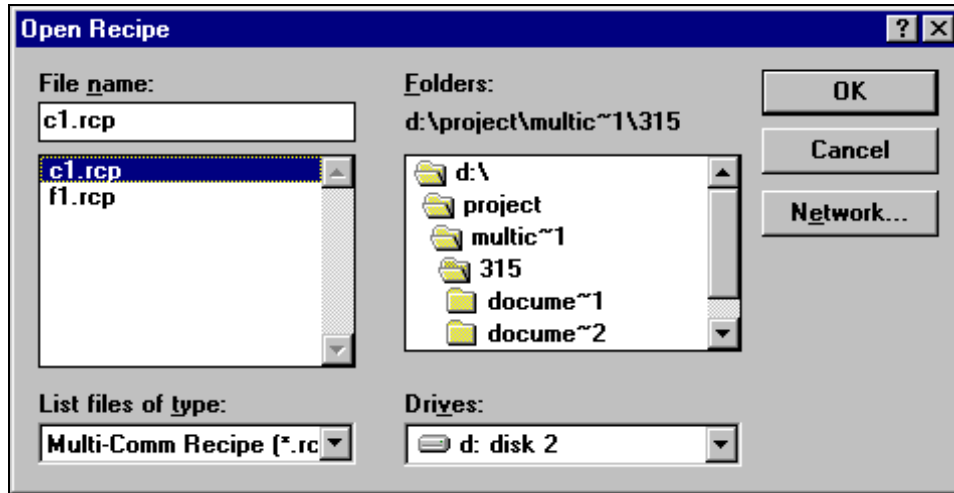 Open Recipe
File name:
c1.rcp
c1.rcp
f1.rcp
List files of type:
Multi-Comm Recipe (*.rc
Folders:
d:\project\multic~1\315
d:\
project
multic~1
315
docume~1
docume~2
Drives:
d: disk 2
OK
Cancel
Network...